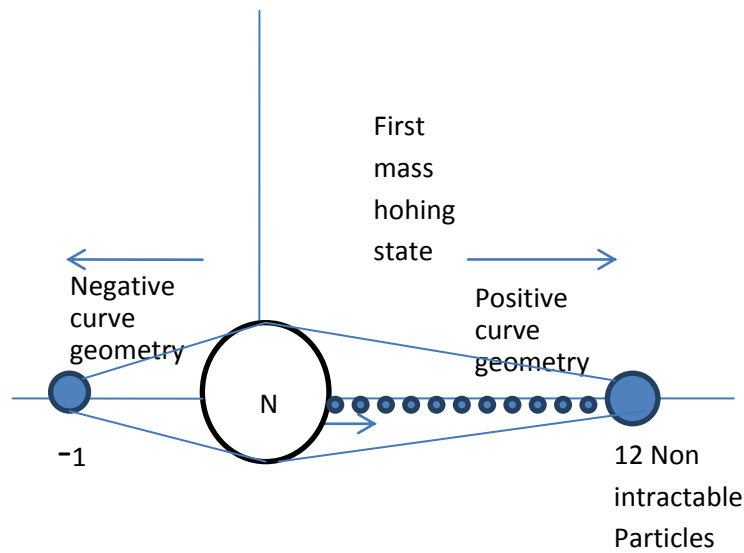 First
mass
hohing
state
Negative
curve
geometry
Positive
curve
geometry
N
-1
12 Non
intractable
Particles